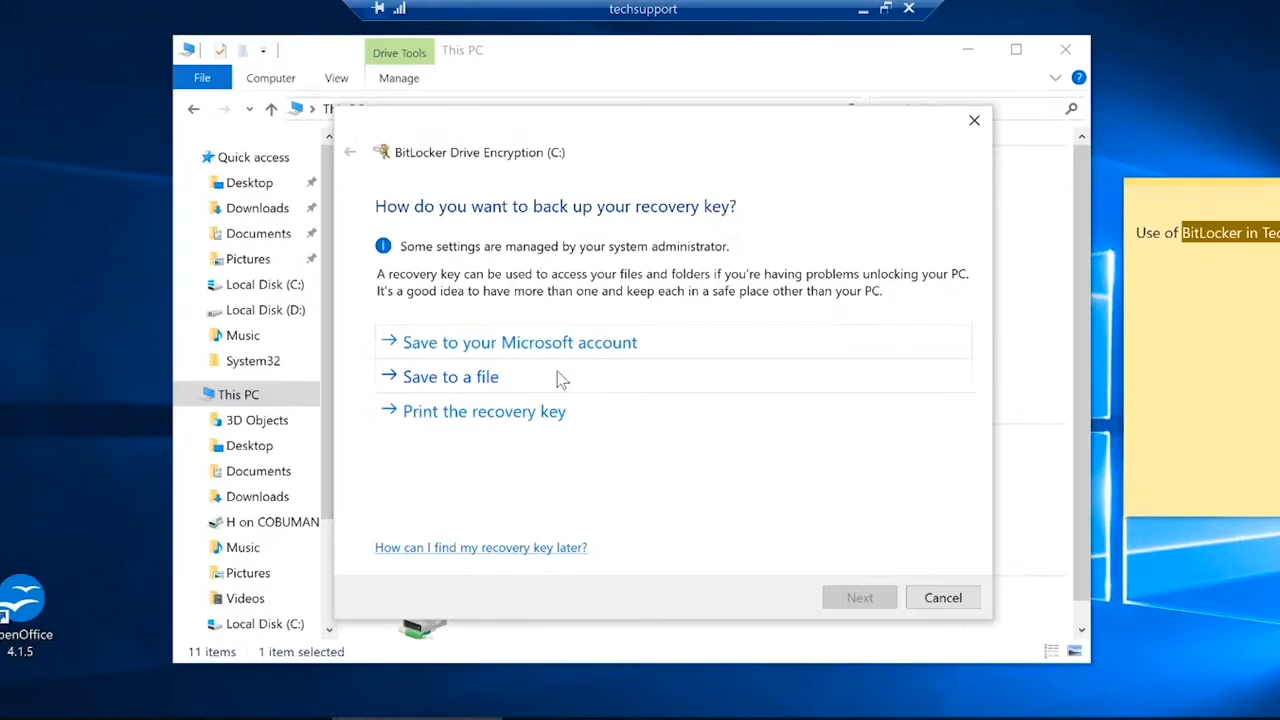 techsupport
Drive Tools
This PC
File
Computer
View
Manage
Quick access
Desktop
Downloads
Documents
Pictures
Local Disk (C:)
Local Disk (D:)
Music
System32
This PC
3D Objects
Desktop
Documents
Downloads
H on COBUMAN
Music
Pictures
Videos
Local Disk (C:)
11 items
1 item selected
BitLocker Drive Encryption (C:)
How do you want to back up your recovery key?
Some settings are managed by your system administrator.
A recovery key can be used to access your files and folders if you're having problems unlocking your PC.
It's a good idea to have more than one and keep each in a safe place other than your PC.
Save to your Microsoft account
Save to a file
Print the recovery key
How can I find my recovery key later?
Next
Cancel
Use of BitLocker in Tec
penOffice
4.1.5